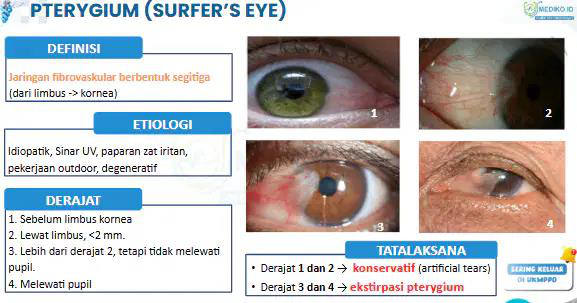 PTERYGIUM (SURFER'S EYE)
MEDIKO.ID
DEFINISI
Jaringan fibrovaskular berbentuk segitiga
(dari limbus -> kornea)
ETIOLOGI
Idiopatik, Sinar UV, paparan zat iritan,
pekerjaan outdoor, degeneratif
DERAJAT
1. Sebelum limbus kornea
2. Lewat limbus, <2 mm.
3. Lebih dari derajat 2, tetapi tidak melewati
pupil.
4. Melewati pupil
1
2
3
4
TATALAKSANA
• Derajat 1 dan 2 → konservatif (artificial tears)
• Derajat 3 dan 4 → ekstirpasi pterygium
SERING KELUAR
DI UKMPPD